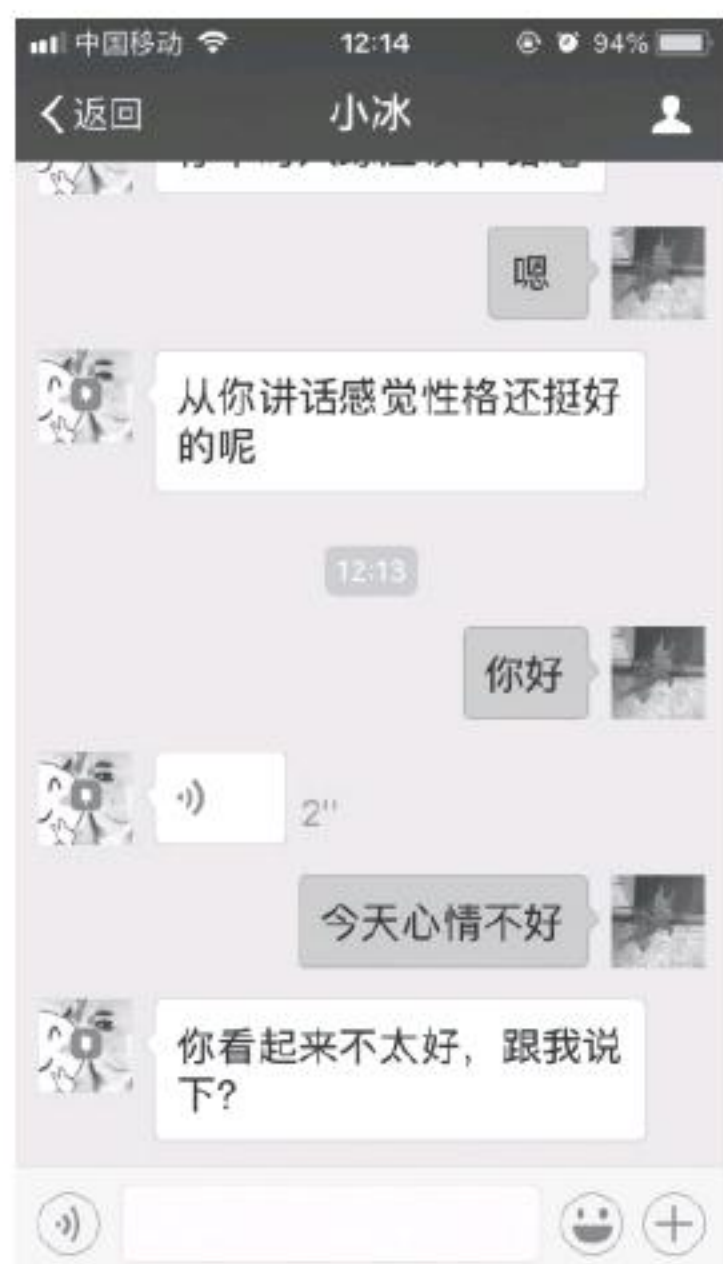 中国移动 12:14 94%
返回 小冰
嗯
从你讲话感觉性格还挺好
的呢
12:13
你好
2''
今天心情不好
你看起来不太好，跟我说
下?